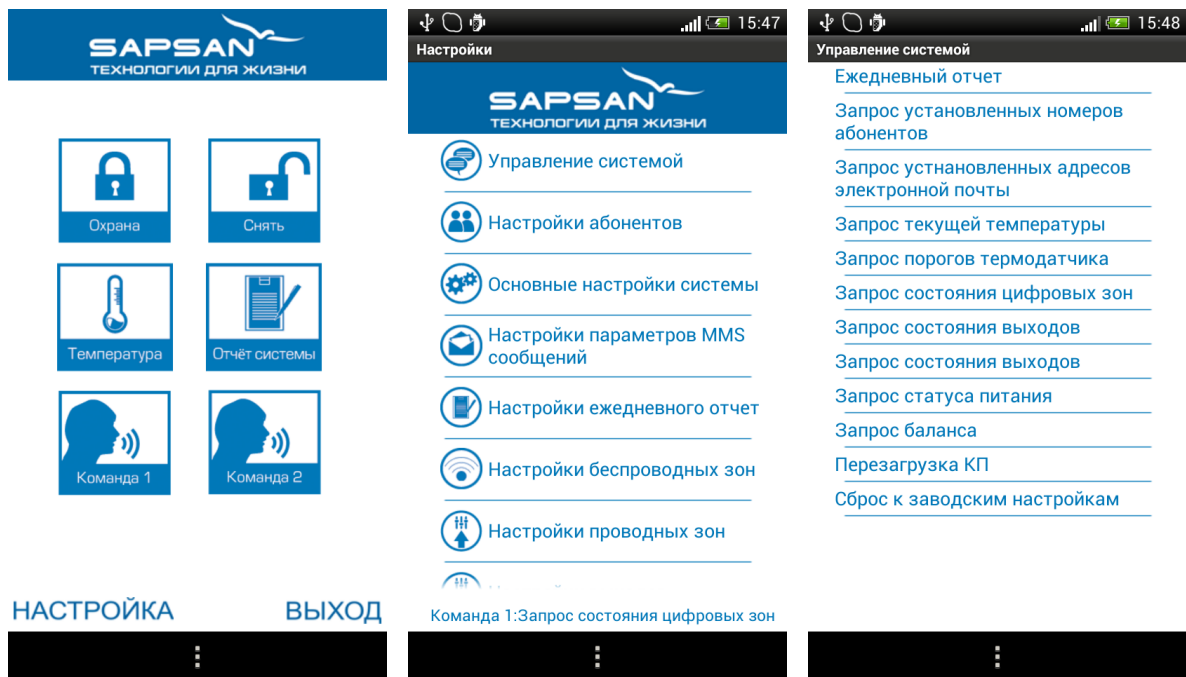 SAPSAN
ТЕХНОЛОГИИ ДЛЯ ЖИЗНИ
Охрана
Снять
Температура
Отчёт системы
Команда 1
Команда 2
НАСТРОЙКА
ВЫХОД
15:47
Настройки
SAPSAN
ТЕХНОЛОГИИ ДЛЯ ЖИЗНИ
Управление системой
Настройки абонентов
Основные настройки системы
Настройки параметров MMS
сообщений
Настройки ежедневного отчет
Настройки беспроводных зон
Настройки проводных зон
Команда 1:Запрос состояния цифровых зон
15:48
Управление системой
Ежедневный отчет
Запрос установленных номеров
абонентов
Запрос устнановленных адресов
электронной почты
Запрос текущей температуры
Запрос порогов термодатчика
Запрос состояния цифровых зон
Запрос состояния выходов
Запрос состояния выходов
Запрос статуса питания
Запрос баланса
Перезагрузка КП
Сброс к заводским настройкам